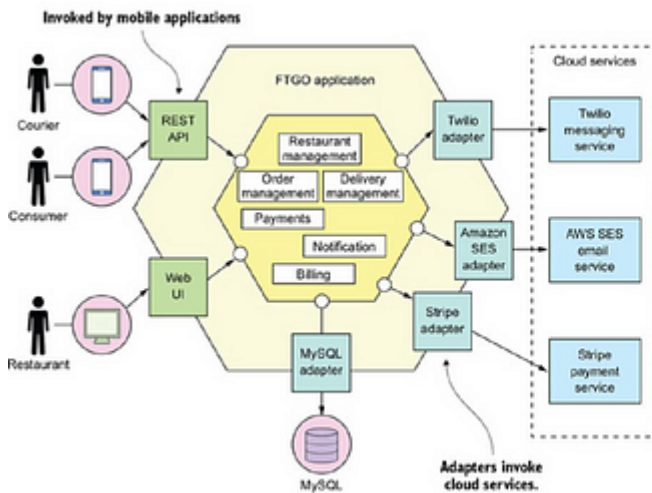 Invoked by mobile applications
FTGO application
Cloud services
Courier
REST
API
Twilio
adapter
Twilio
messaging
service
Restaurant
management
Order
management
Delivery
management
Consumer
Payments
Notification
Amazon
SES
adapter
AWS SES
email
service
Billing
Web
UI
Restaurant
Stripe
adapter
MySQL
adapter
Stripe
payment
service
MySQL
Adapters invoke
cloud services.